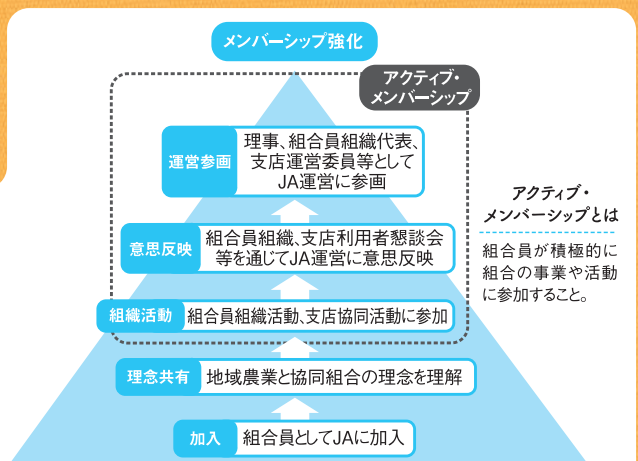 メンバーシップ強化
アクティブ・
メンバーシップ
運営参画
理事、組合員組織代表、
支店運営委員等として
JA運営に参画
意思反映
組合員組織、支店利用者懇談会
等を通じてJA運営に意思反映
組織活動
組合員組織活動、支店協同活動に参加
理念共有
地域農業と協同組合の理念を理解
加入
組合員としてJAに加入
アクティブ・
メンバーシップとは
組合員が積極的に
組合の事業や活動
に参加すること。